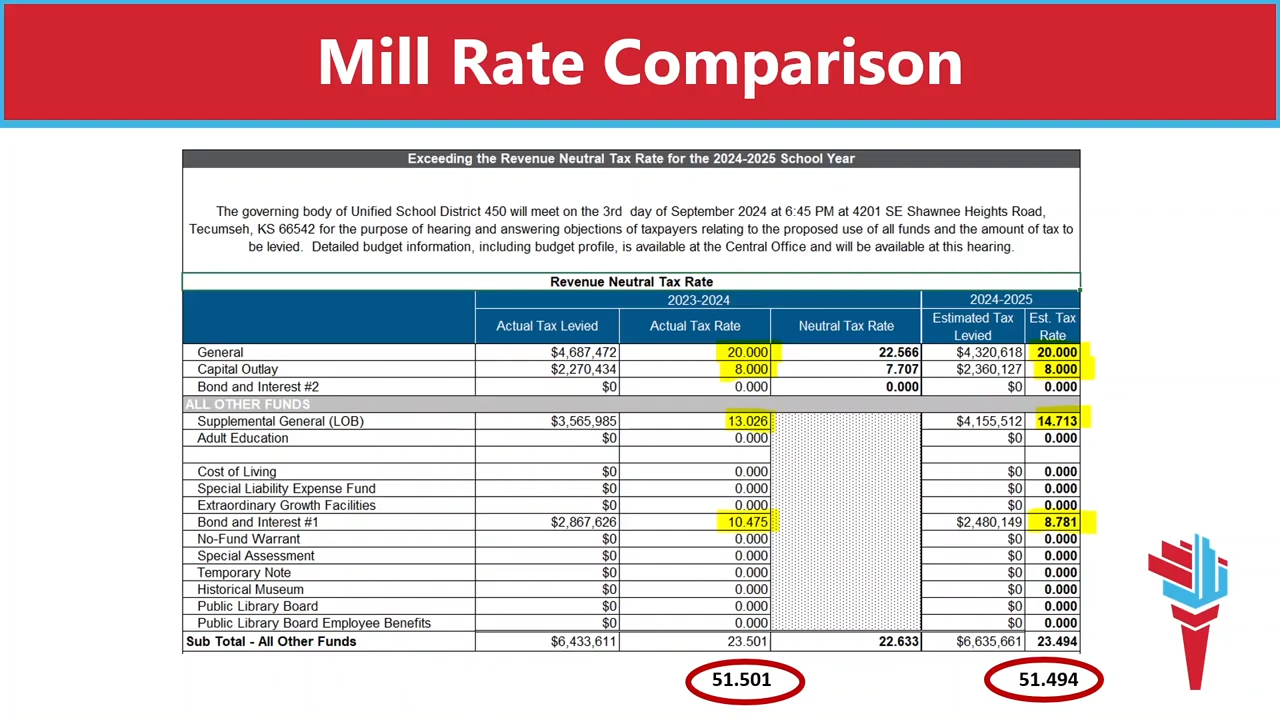 Mill Rate Comparison
Exceeding the Revenue Neutral Tax Rate for the 2024-2025 School Year
The governing body of Unified School District 450 will meet on the 3rd  day of September 2024 at 6:45 PM at 4201 SE Shawnee Heights Road,
Tecumseh, KS 66542 for the purpose of hearing and answering objections of taxpayers relating to the proposed use of all funds and the amount of tax to
be levied.  Detailed budget information, including budget profile, is available at the Central Office and will be available at this hearing.
Revenue Neutral Tax Rate
2023-2024 2024-2025
Actual Tax Levied Actual Tax Rate Neutral Tax Rate Estimated Tax Levied Est. Tax Rate
General $4,687,472 20.000 22.566 $4,320,618 20.000
Capital Outlay $2,270,434 8.000 7.707 $2,360,127 8.000
Bond and Interest #2 $0 0.000 0.000 $0 0.000
ALL OTHER FUNDS
Supplemental General (LOB) $3,565,985 13.026 $4,155,512 14.713
Adult Education $0 0.000 $0 0.000
Cost of Living $0 0.000 $0 0.000
Special Liability Expense Fund $0 0.000 $0 0.000
Extraordinary Growth Facilities $0 0.000 $0 0.000
Bond and Interest #1 $2,867,626 10.475 $2,480,149 8.781
No-Fund Warrant $0 0.000 $0 0.000
Special Assessment $0 0.000 $0 0.000
Temporary Note $0 0.000 $0 0.000
Historical Museum $0 0.000 $0 0.000
Public Library Board $0 0.000 $0 0.000
Public Library Board Employee Benefits $0 0.000 $0 0.000
Sub Total - All Other Funds $6,433,611 23.501 22.633 $6,635,661 23.494
51.501 51.494